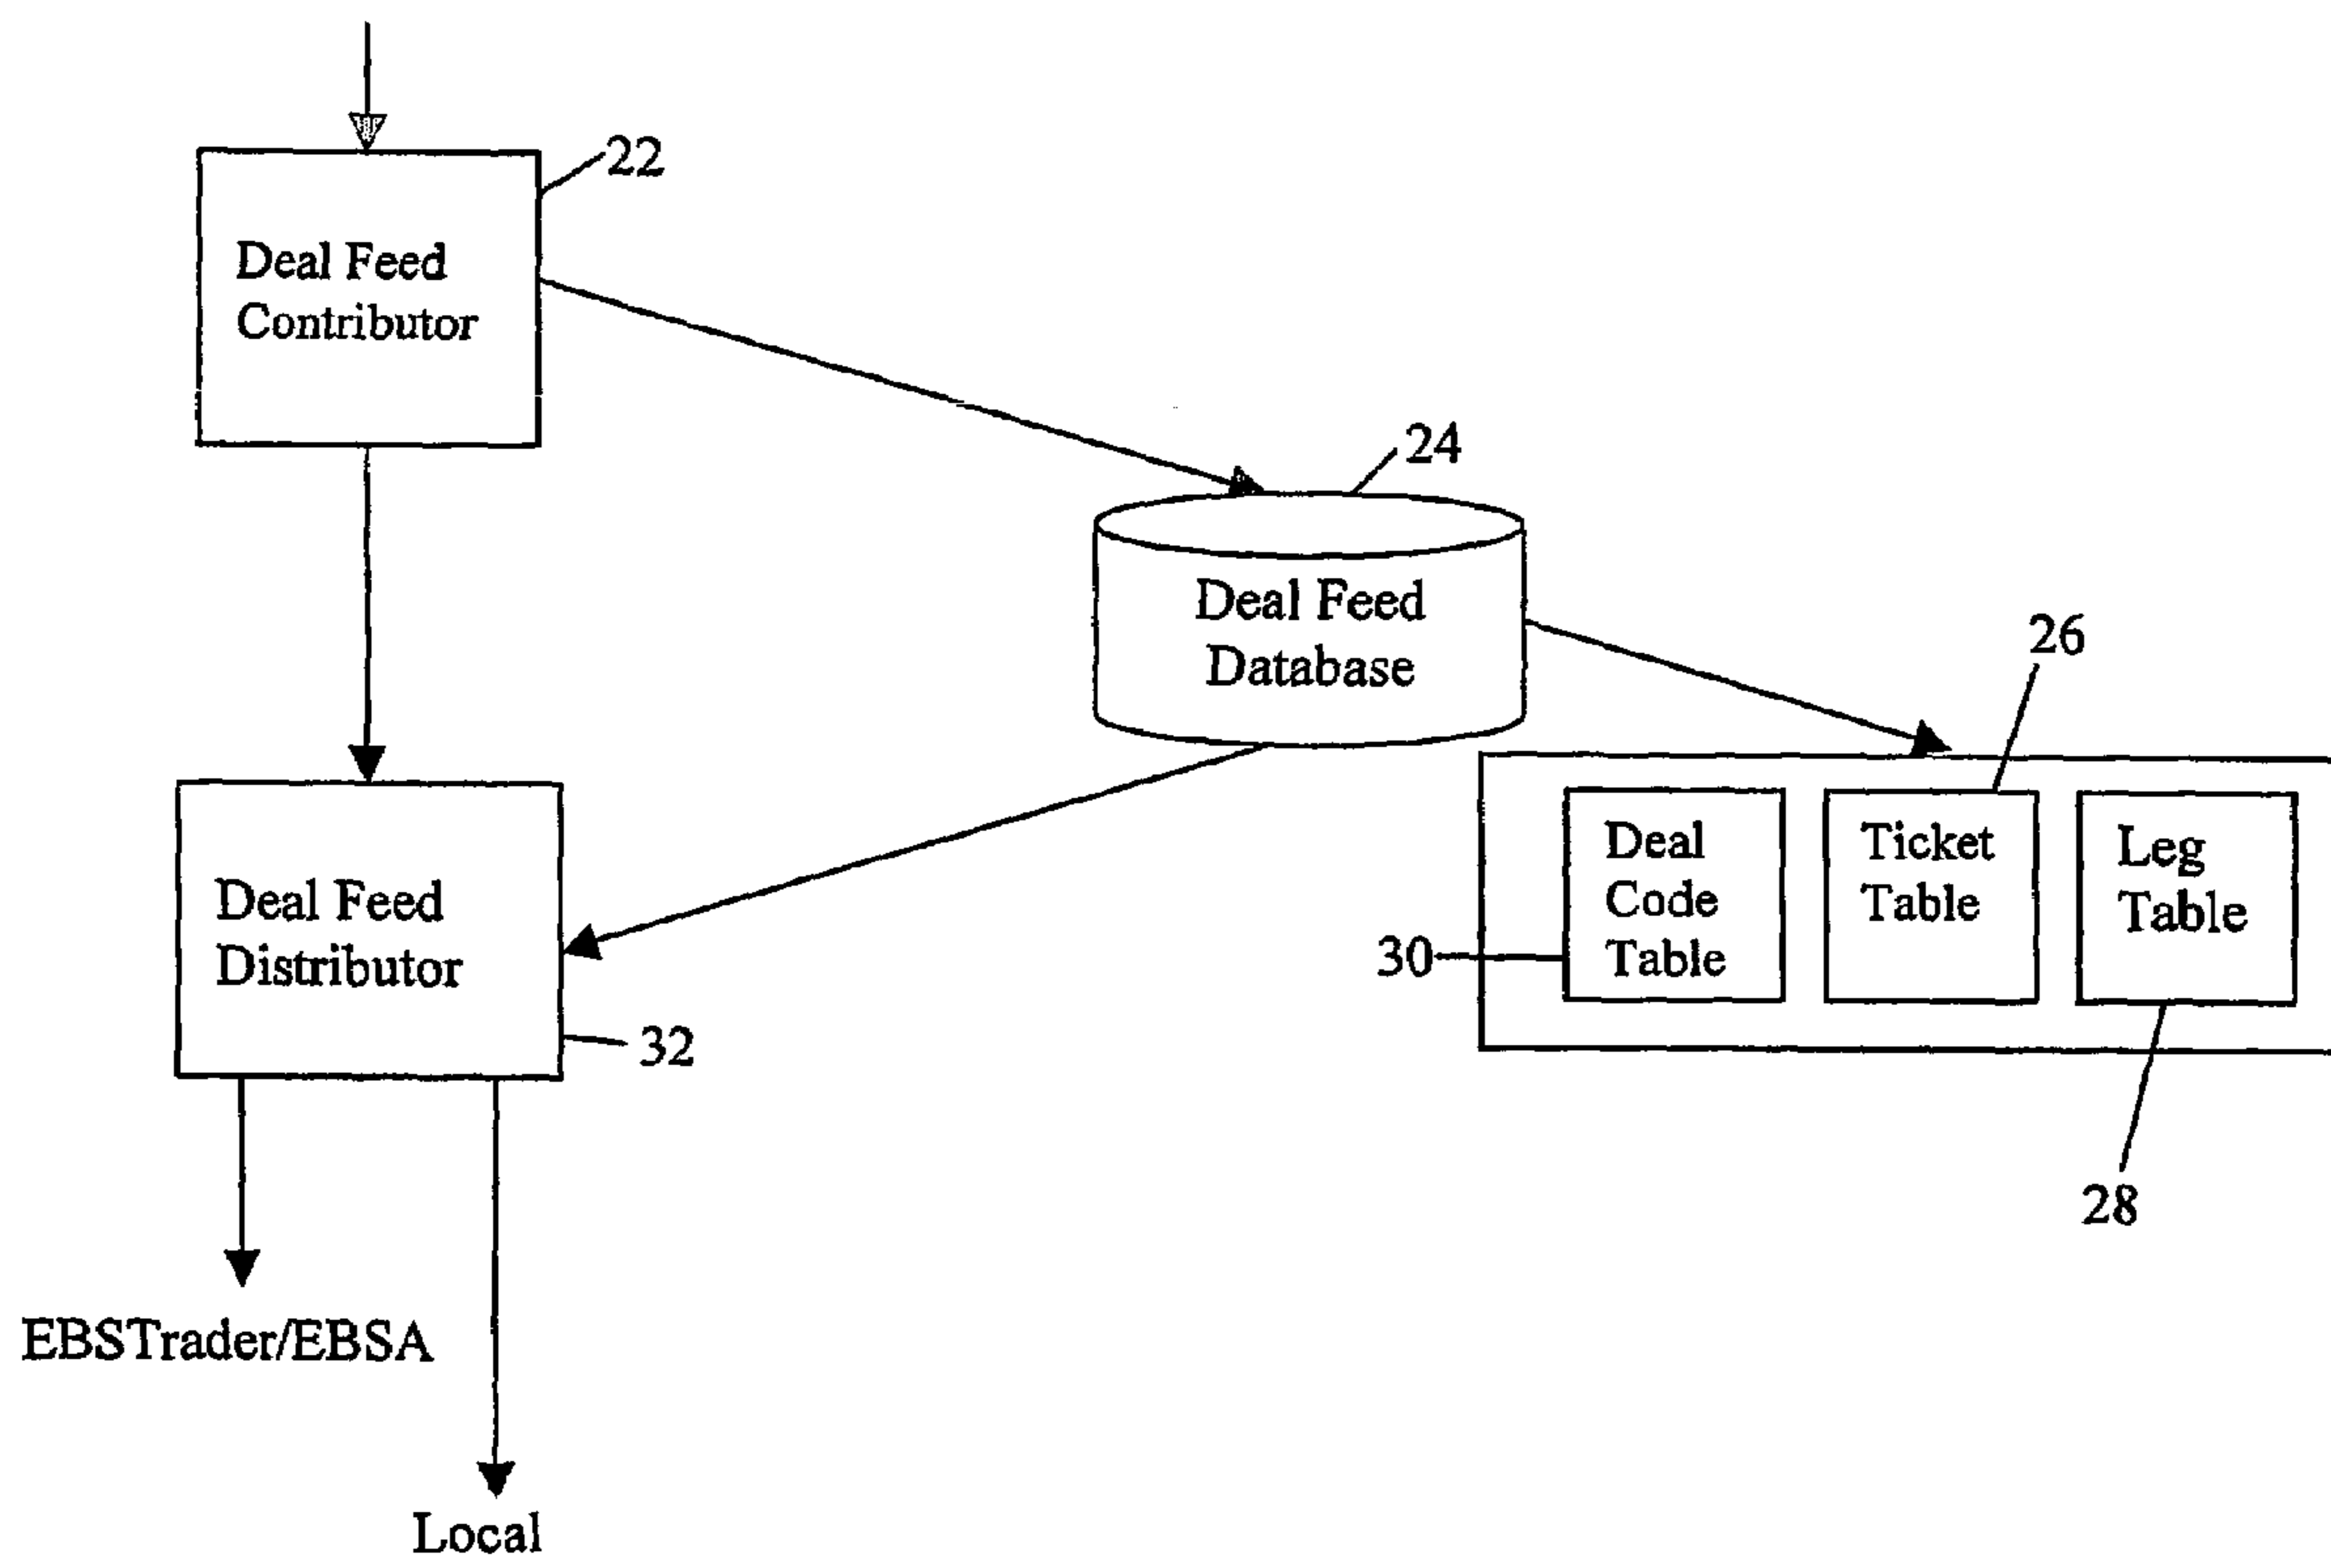 22
Deal Feed
Contributor
24
Deal Feed
Database
26
Deal
Code
Table
Ticket
Table
Leg
Table
30
Deal Feed
Distributor
32
28
EBSTrader/EBSA
Local